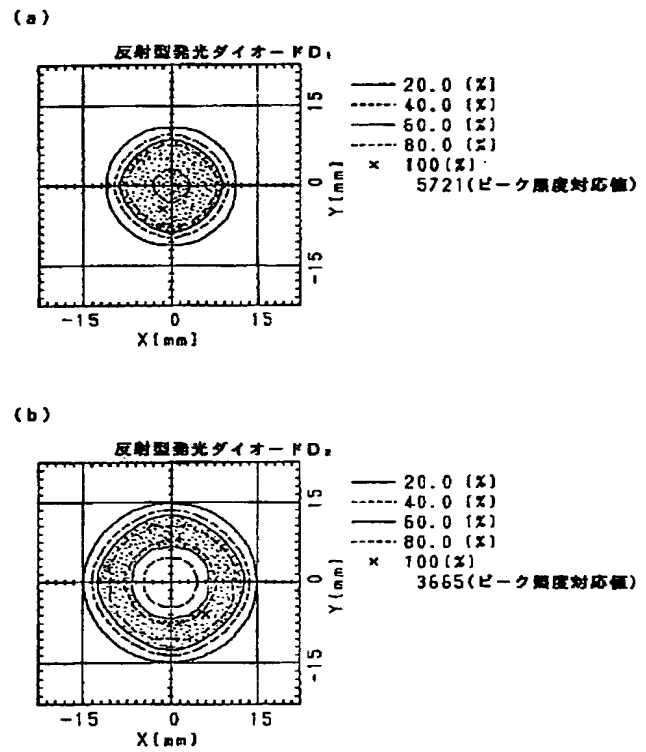 (a)
反射型発光ダイオードD₁
20.0 (%)
40.0 (%)
60.0 (%)
80.0 (%)
× 100(%)
5721(ピーク照度対応値)
15
0
-15
Y(mm)
-15 0 15
X(mm)
(b)
反射型発光ダイオードD₂
20.0 (%)
40.0 (%)
60.0 (%)
80.0 (%)
× 100(%)
3665(ピーク照度対応値)
15
0
-15
Y(mm)
-15 0 15
X(mm)